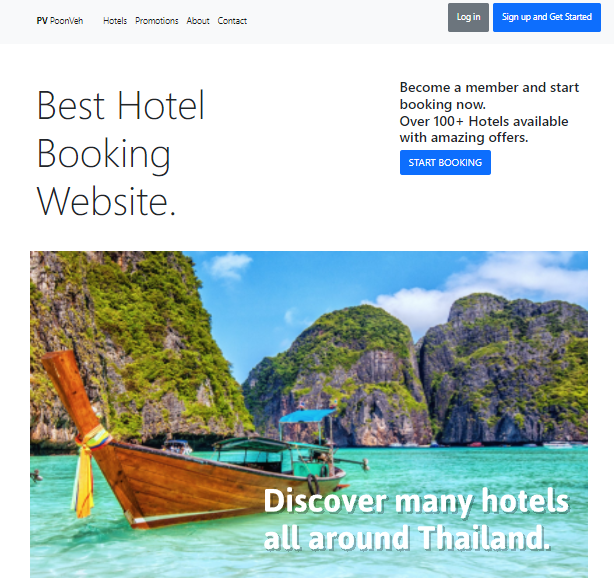 PV PoonVeh Hotels Promotions About Contact Log in Sign up and Get Started
Best Hotel
Booking
Website.
Become a member and start
booking now.
Over 100+ Hotels available
with amazing offers.
START BOOKING
Discover many hotels
all around Thailand.